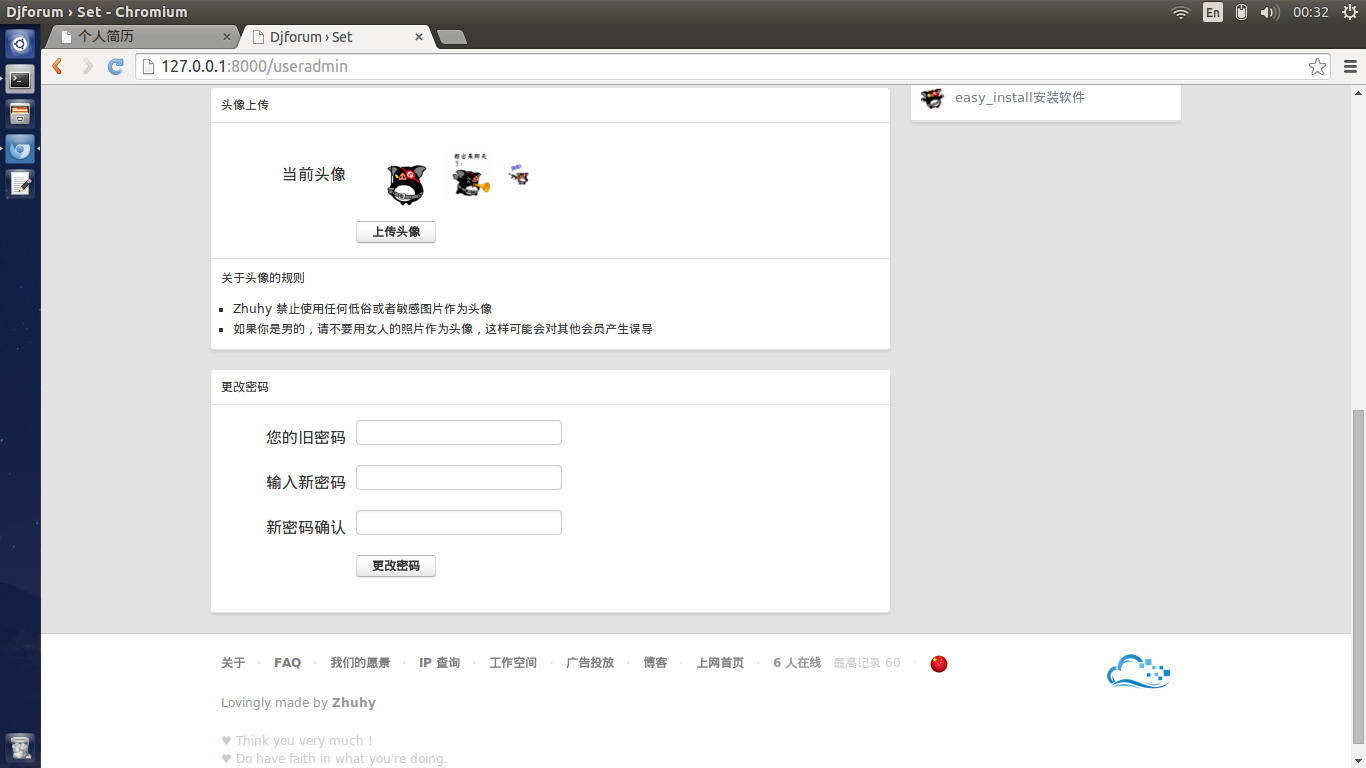 Djforum › Set - Chromium
En
00:32
个人简历
Djforum › Set
127.0.0.1:8000/useradmin
头像上传
easy_install安装软件
当前头像
上传头像
关于头像的规则
Zhuhy 禁止使用任何低俗或者敏感图片作为头像
如果你是男的，请不要用女人的照片作为头像，这样可能会对其他会员产生误导
更改密码
您的旧密码
输入新密码
新密码确认
更改密码
关于 · FAQ · 我们的愿景 · IP 查询 · 工作空间 · 广告投放 · 博客 · 上网首页 · 6 人在线 最高记录 60 ·
Lovingly made by Zhuhy
♥ Think you very much !
♥ Do have faith in what you're doing.